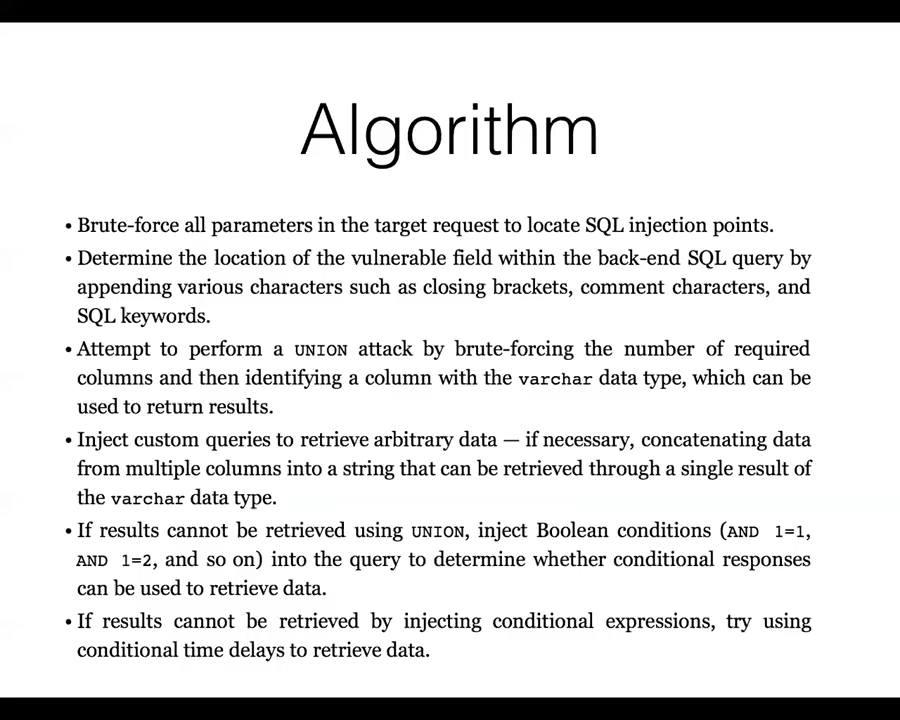 Algorithm
• Brute-force all parameters in the target request to locate SQL injection points.
• Determine the location of the vulnerable field within the back-end SQL query by
appending various characters such as closing brackets, comment characters, and
SQL keywords.
• Attempt to perform a UNION attack by brute-forcing the number of required
columns and then identifying a column with the varchar data type, which can be
used to return results.
• Inject custom queries to retrieve arbitrary data — if necessary, concatenating data
from multiple columns into a string that can be retrieved through a single result of
the varchar data type.
• If results cannot be retrieved using UNION, inject Boolean conditions (AND 1=1,
AND 1=2, and so on) into the query to determine whether conditional responses
can be used to retrieve data.
• If results cannot be retrieved by injecting conditional expressions, try using
conditional time delays to retrieve data.